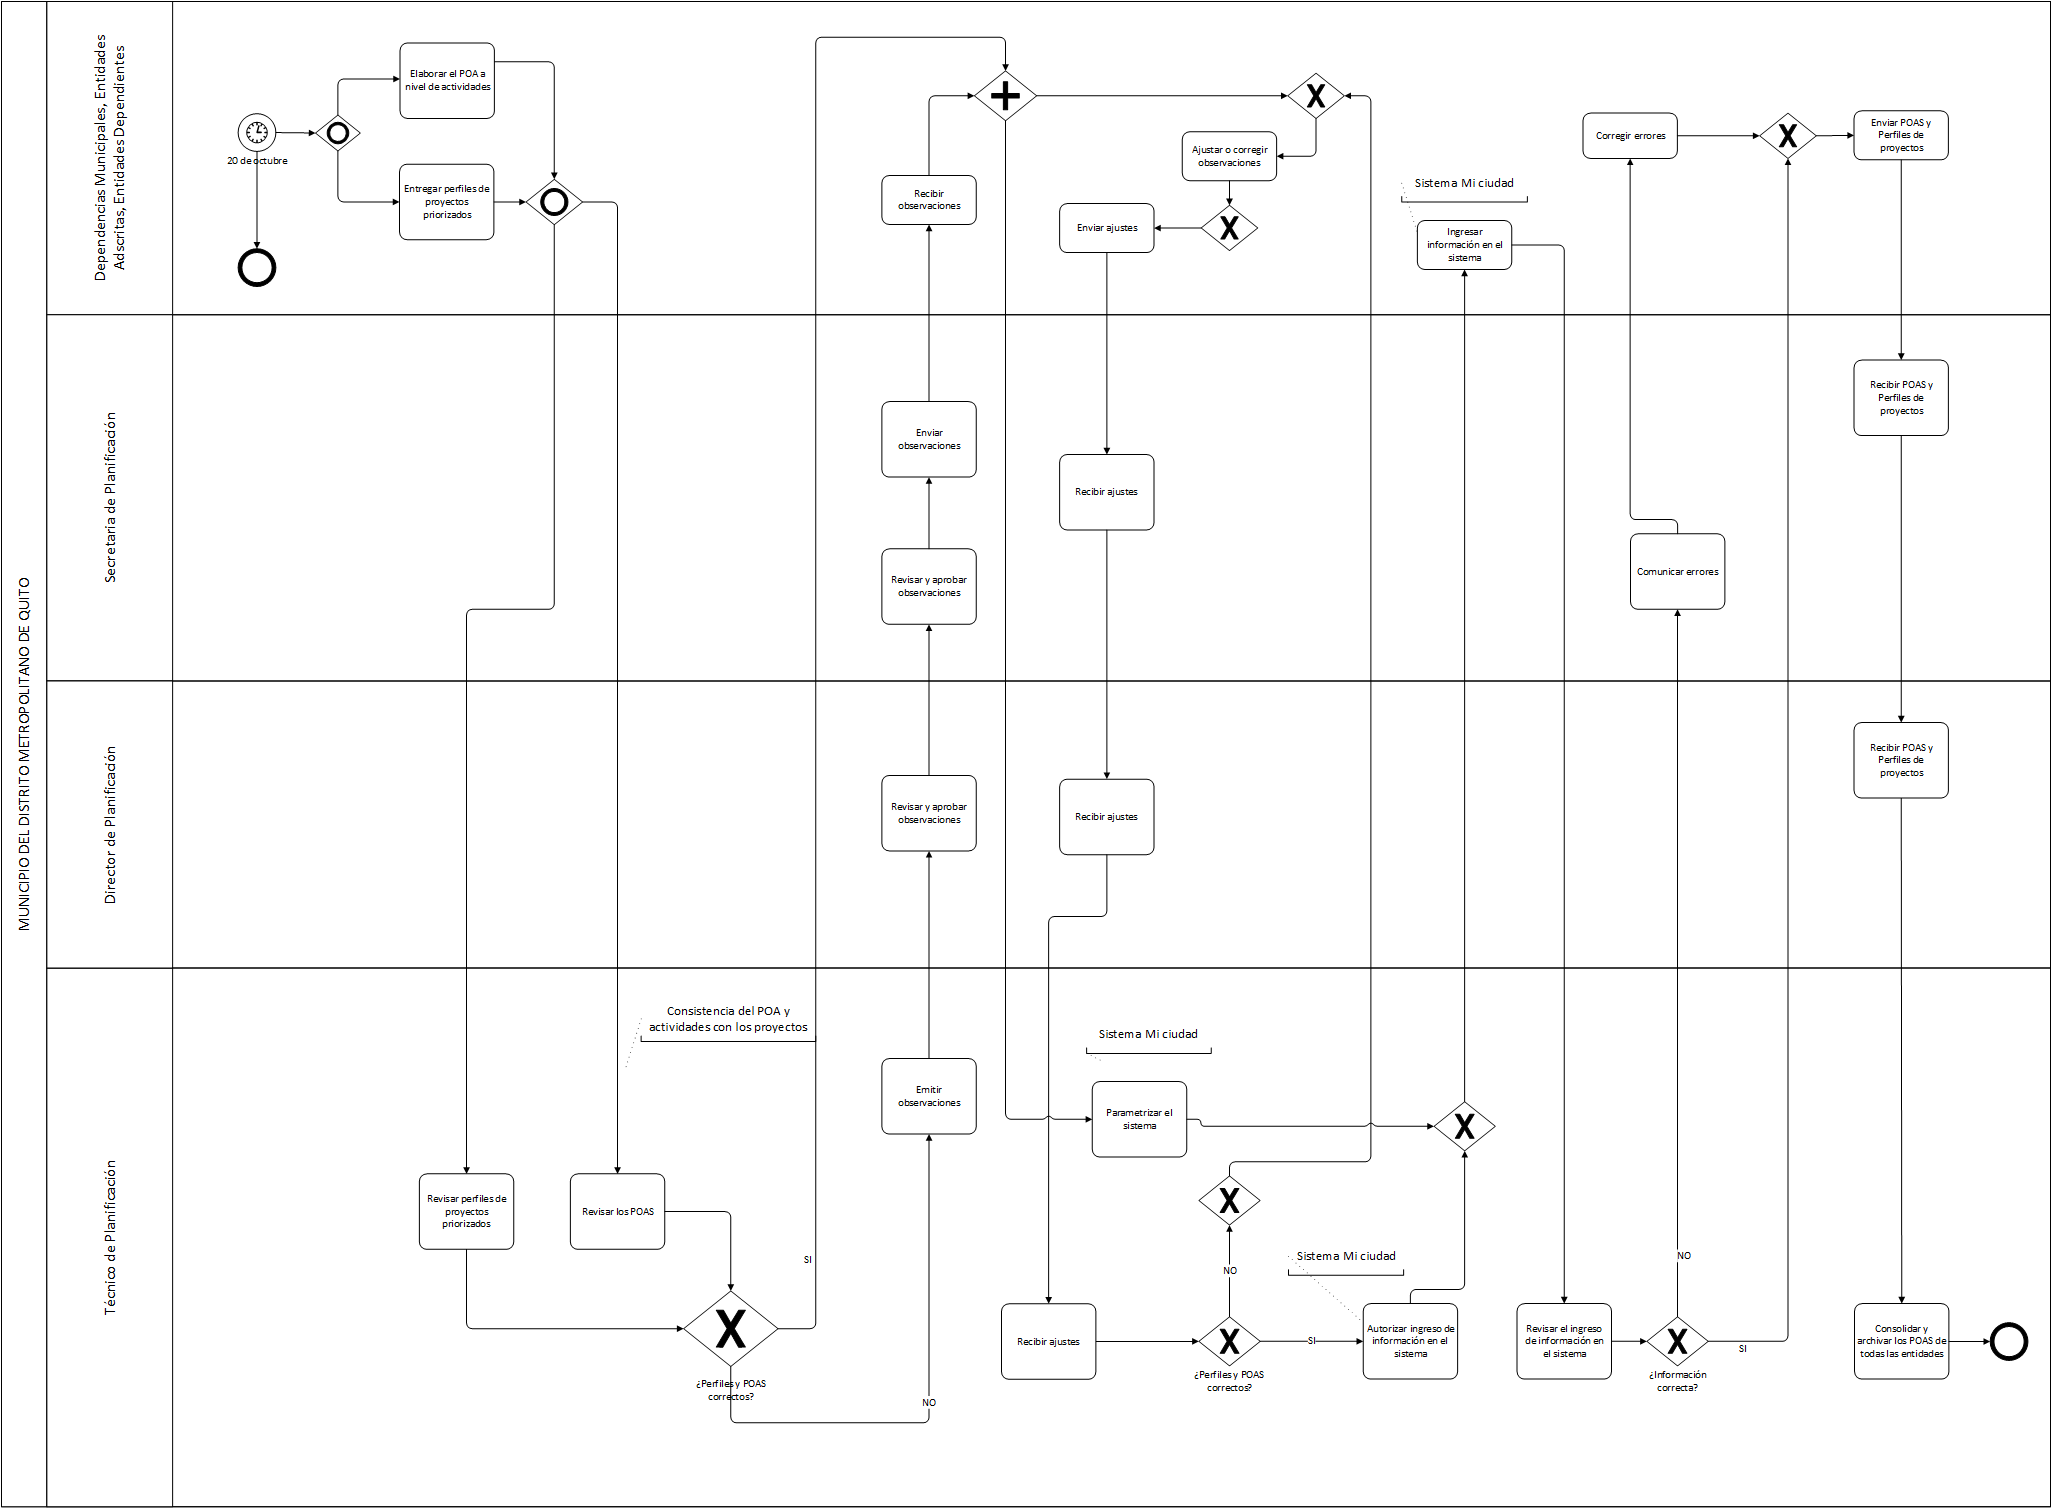 MUNICIPIO DEL DISTRITO METROPOLITANO DE QUITO
Dependencias Municipales, Entidades
Adscritas, Entidades Dependientes
20 de octubre
Elaborar el POA a
nivel de actividades
Entregar perfiles de
proyectos
priorizados
Recibir
observaciones
Ajustar o corregir
observaciones
Enviar ajustes
Sistema Mi ciudad
Ingresar
información en el
sistema
Corregir errores
Enviar POAS y
Perfiles de
proyectos
Secretaría de Planificación
Enviar
observaciones
Revisar y aprobar
observaciones
Recibir ajustes
Comunicar errores
Recibir POAS y
Perfiles de
proyectos
Director de Planificación
Revisar y aprobar
observaciones
Recibir ajustes
Recibir POAS y
Perfiles de
proyectos
Técnico de Planificación
Consistencia del POA y
actividades con los proyectos
Revisar perfiles de
proyectos
priorizados
Revisar los POAS
SI
¿Perfiles y POAS
correctos?
NO
Emitir
observaciones
Sistema Mi ciudad
Parametrizar el
sistema
Recibir ajustes
NO
¿Perfiles y POAS
correctos?
SI
Sistema Mi ciudad
Autorizar ingreso de
información en el
sistema
Revisar el ingreso
de información en
el sistema
NO
¿Información
correcta?
SI
Consolidar y
archivar los POAS de
todas las entidades